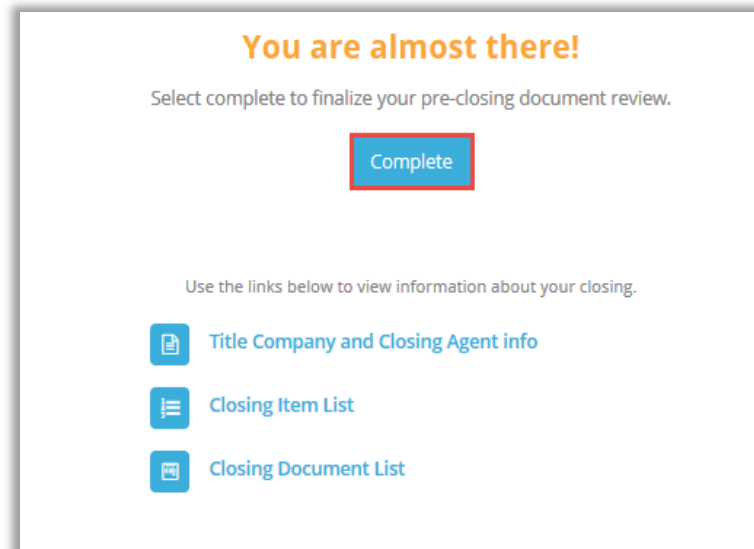 You are almost there!
Select complete to finalize your pre-closing document review.
Complete
Use the links below to view information about your closing.
Title Company and Closing Agent info
Closing Item List
Closing Document List